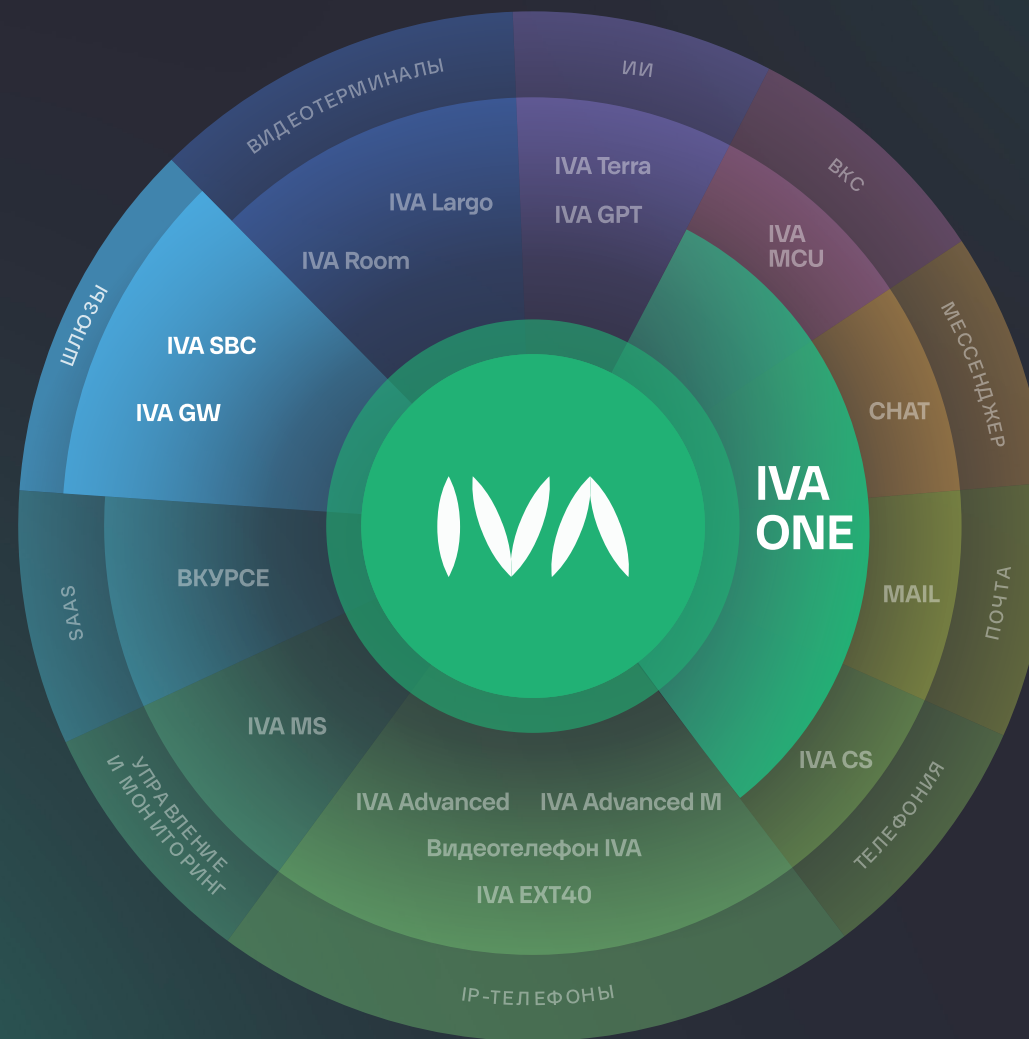 ВИДЕОТЕРМИНАЛЫ
ИИ
ВКС
IVA Terra
IVA Largo
IVA GPT
IVA Room
IVA
MCU
ШЛЮЗЫ
IVA SBC
IVA GW
МЕССЕНДЖЕР
CHAT
IVA
IVA
ONE
SAAS
ВКУРСЕ
MAIL
ПОЧТА
IVA MS
IVA CS
УПРАВЛЕНИЕ
И МОНИТОРИНГ
ТЕЛЕФОНИЯ
IVA Advanced
IVA Advanced M
Видеотелефон IVA
IVA EXT40
IP-ТЕЛЕФОНЫ